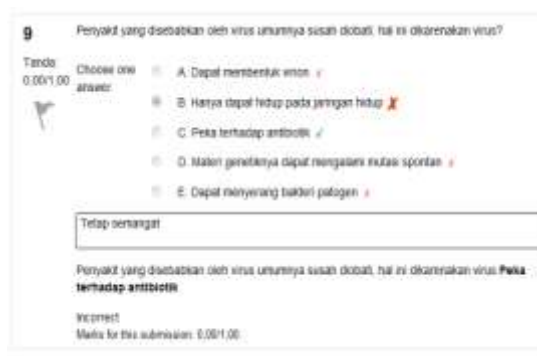 9
Penyakit yang disebabkan oleh virus umumnya susah diobati, hal ini dikarenakan virus?
Tanda
0,00/1,00
Choose one
answer.
A. Dapat membentuk virion
B. Hanya dapat hidup pada jaringan hidup
C. Peka terhadap antibiotik
D. Materi genetiknya dapat mengalami mutasi spontan
E. Dapat menyerang bakteri patogen
Tetap semangat
Penyakit yang disebabkan oleh virus umumnya susah diobati, hal ini dikarenakan virus Peka
terhadap antibiotik
Incorrect
Marks for this submission: 0,00/1,00.